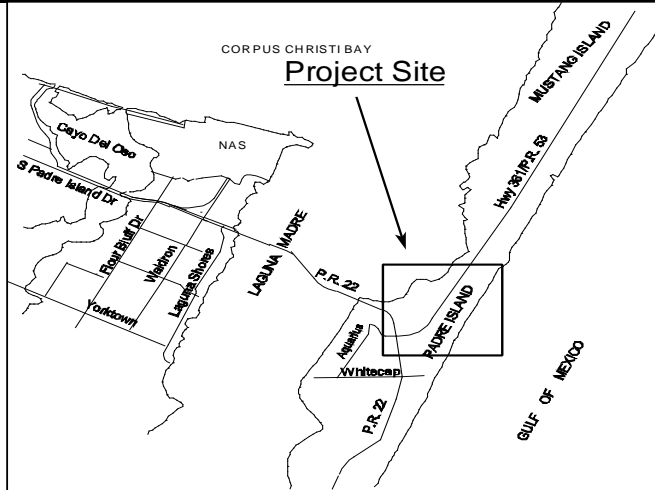 CORPUS CHRISTI BAY
Project Site
MUSTANG ISLAND
Cayo Del Oso
NAS
Hwy 361/P.R. 53
S Padre Island Dr
Flour Bluff Dr
Waldron
Laguna Shores
LAGUNA MADRE
P.R. 22
Yorktown
Aquarius
PADRE ISLAND
Whitecap
P.R. 22
GULF OF MEXICO